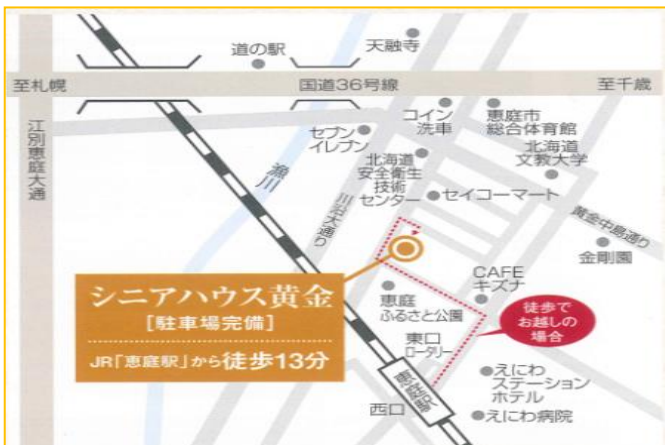 天融寺
道の駅
至札幌
国道36号線
至千歳
江別恵庭大通
コイン
洗車
恵庭市
総合体育館
セブン
イレブン
漁川
川沿大通り
北海道
安全衛生
技術
センター
北海道
文教大学
セイコーマート
黄金中島通り
金剛園
シニアハウス黄金
[駐車場完備]
JR「恵庭駅」から徒歩13分
恵庭
ふるさと公園
CAFE
キズナ
徒歩で
お越しの
場合
東口
ロータリー
恵庭駅
西口
えにわ
ステーション
ホテル
えにわ病院